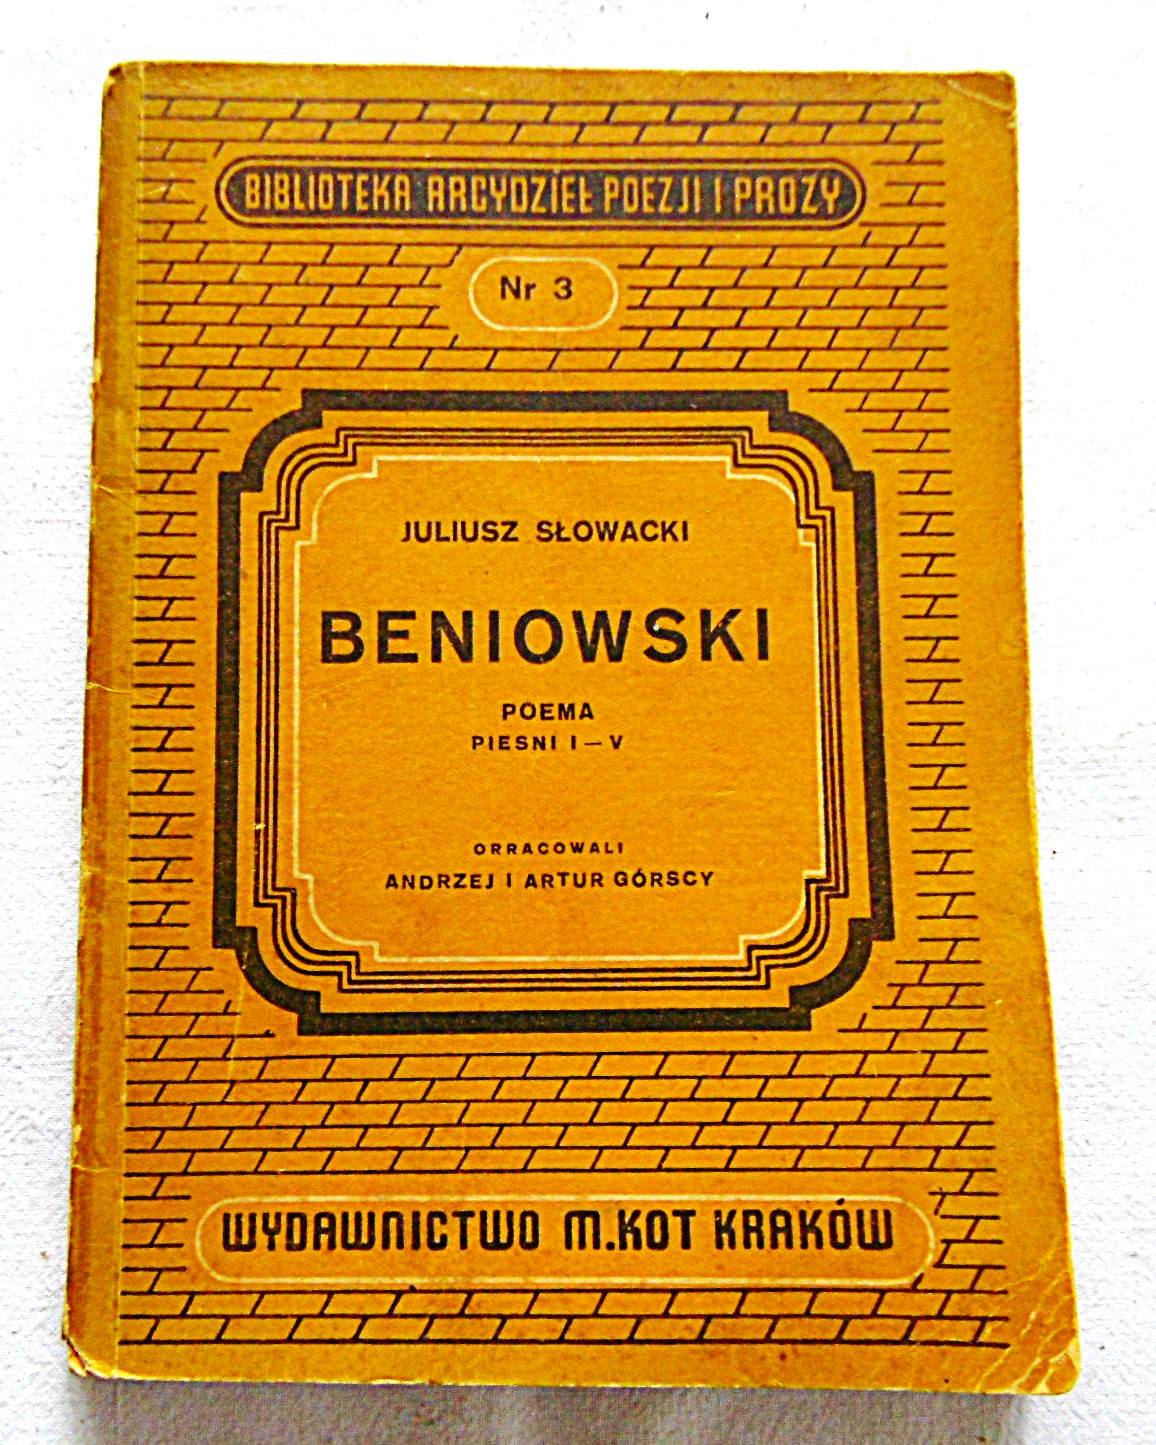 BIBLIOTEKA ARCYDZIEŁ POEZJI I PROZY
Nr 3
JULIUSZ SŁOWACKI
BENIOWSKI
POEMA
PIESNI I — V
ORRACOWALI
ANDRZEJ I ARTUR GÓRSCY
WYDAWNICTWO M.KOT KRAKÓW